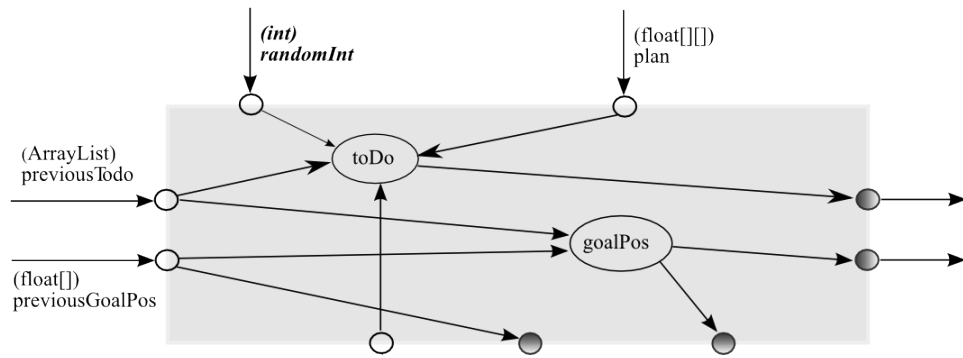 (int)
randomInt
(float[][])
plan
(ArrayList)
previousTodo
toDo
goalPos
(float[])
previousGoalPos